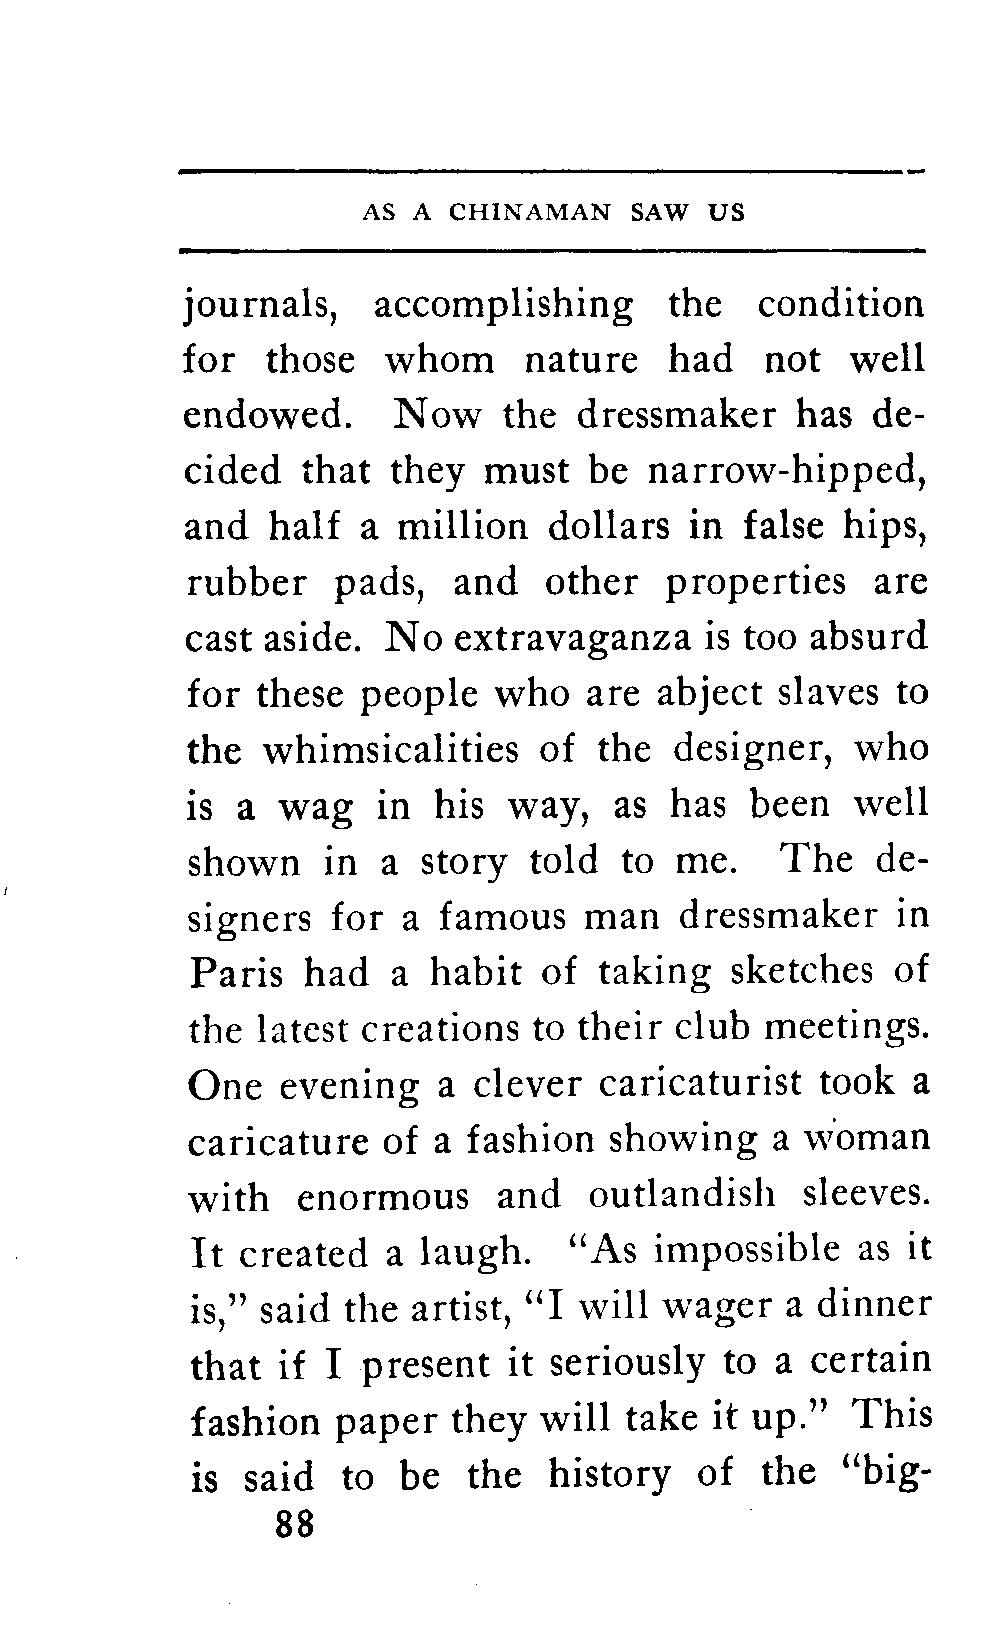 AS A CHINAMAN SAW US
journals, accomplishing the condition
for those whom nature had not well
endowed. Now the dressmaker has de-
cided that they must be narrow-hipped,
and half a million dollars in false hips,
rubber pads, and other properties are
cast aside. No extravaganza is too absurd
for these people who are abject slaves to
the whimsicalities of the designer, who
is a wag in his way, as has been well
shown in a story told to me. The de-
signers for a famous man dressmaker in
Paris had a habit of taking sketches of
the latest creations to their club meetings.
One evening a clever caricaturist took a
caricature of a fashion showing a woman
with enormous and outlandish sleeves.
It created a laugh. “As impossible as it
is,” said the artist, “I will wager a dinner
that if I present it seriously to a certain
fashion paper they will take it up.” This
is said to be the history of the “big-
88